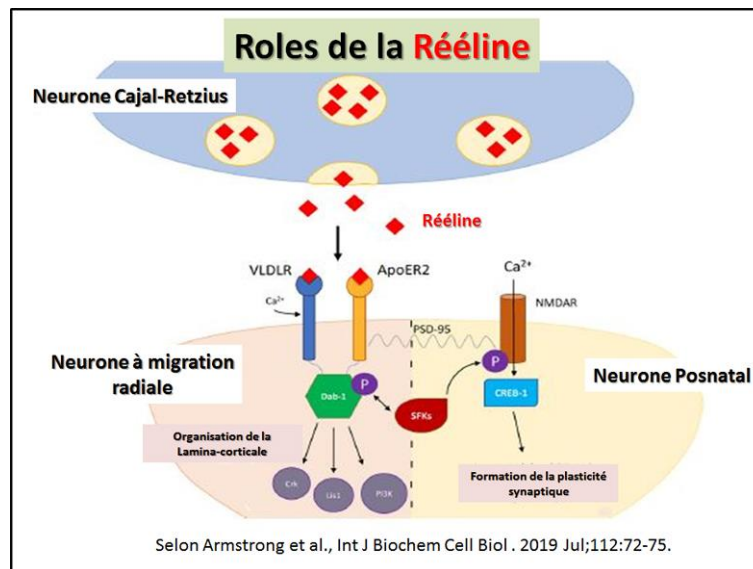 Roles de la Rééline
Neurone Cajal-Retzius
Rééline
VLDLR
ApoER2
Ca²⁺
Ca²⁺
NMDAR
PSD-95
Neurone à migration
radiale
P
P
Neurone Posnatal
Dab-1
SFKs
CREB-1
Organisation de la
Lamina-corticale
Crk
Lis1
PI3K
Formation de la plasticité
synaptique
Selon Armstrong et al., Int J Biochem Cell Biol . 2019 Jul;112:72-75.